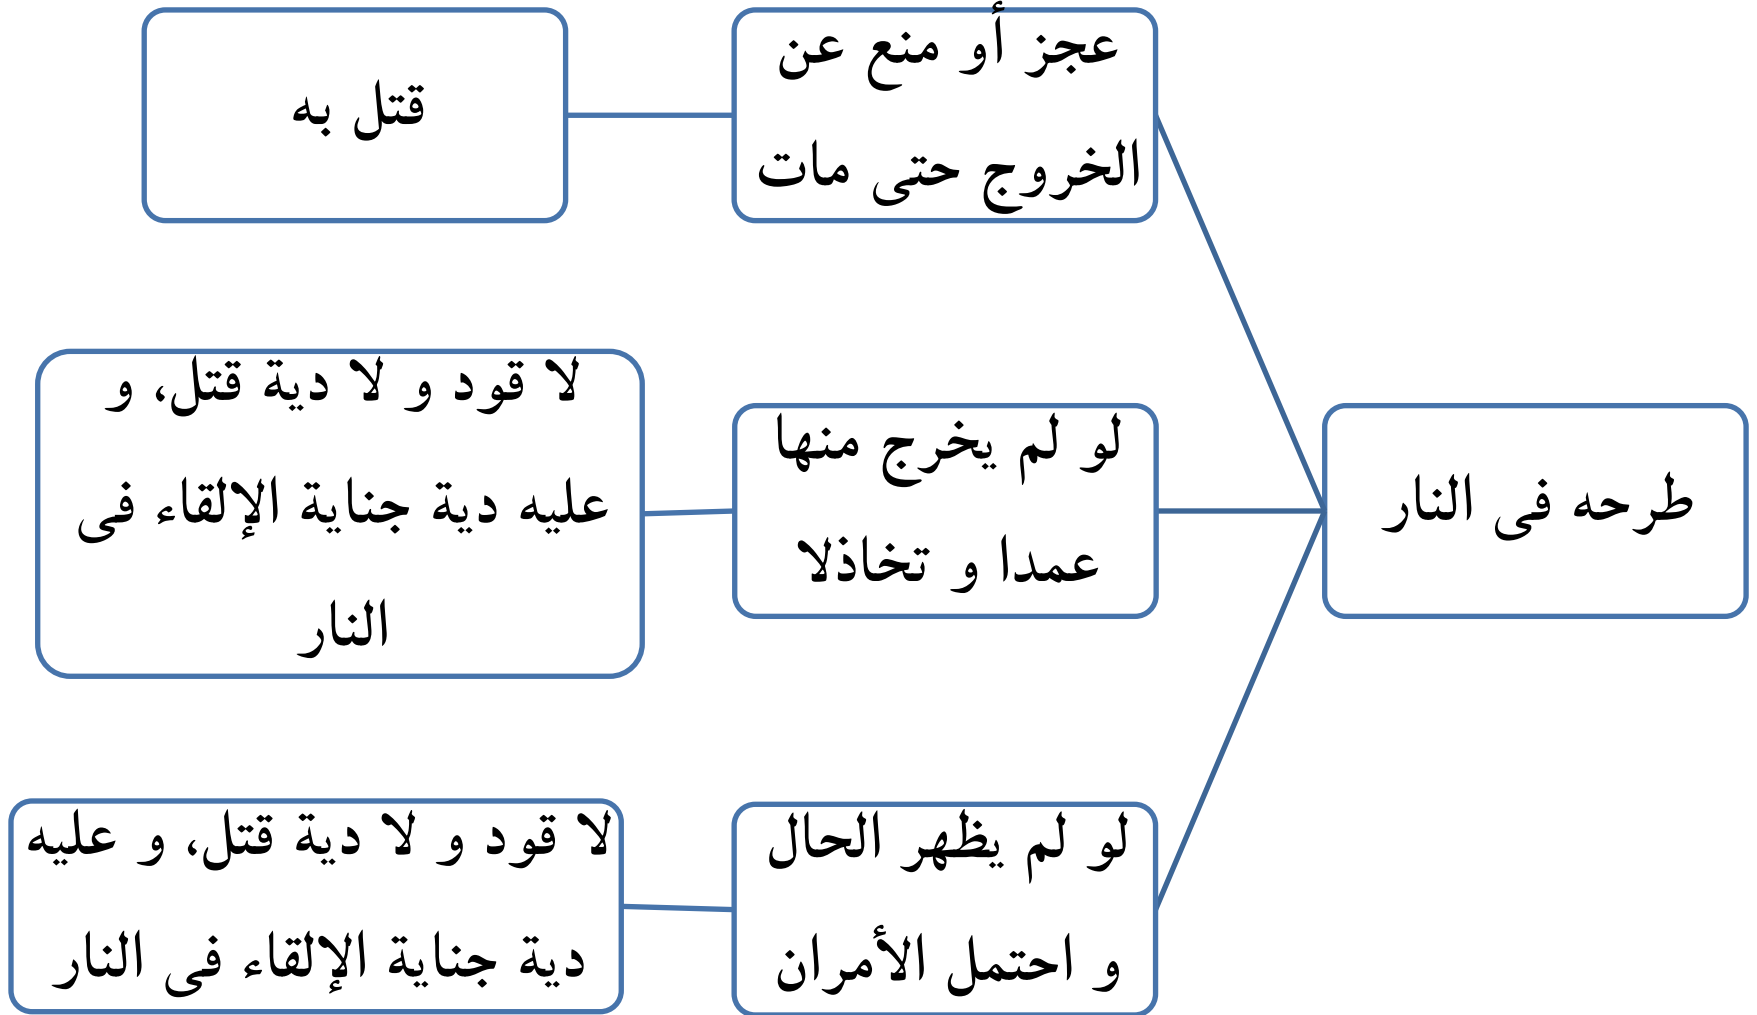 طرحه فى النار
عجز أو منع عن
الخروج حتى مات
قتل به
لو لم يخرج منها
عمدا و تخاذلا
لا قود و لا دية قتل، و
عليه دية جناية الإلقاء فى
النار
لو لم يظهر الحال
و احتمل الأمران
لا قود و لا دية قتل، و عليه
دية جناية الإلقاء فى النار